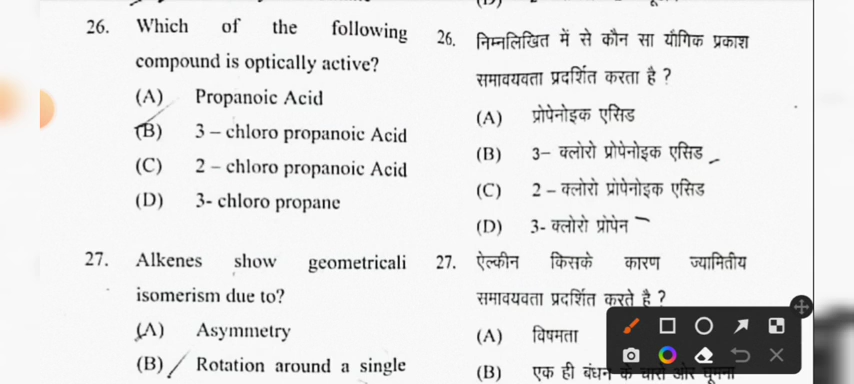 26. Which of the following
compound is optically active?
(A) Propanoic Acid
(B) 3 – chloro propanoic Acid
(C) 2 – chloro propanoic Acid
(D) 3- chloro propane
27. Alkenes show geometricali
isomerism due to?
(A) Asymmetry
(B) Rotation around a single
26. निम्नलिखित में से कौन सा यौगिक प्रकाश
समावयवता प्रदर्शित करता है ?
(A) प्रोपेनोइक एसिड
(B) 3– क्लोरो प्रोपेनोइक एसिड
(C) 2 – क्लोरो प्रोपेनोइक एसिड
(D) 3- क्लोरो प्रोपेन
27. ऐल्कीन किसके कारण ज्यामितीय
समावयवता प्रदर्शित करते है ?
(A) विषमता
(B) एक ही बंधन के चारो ओर घूमना